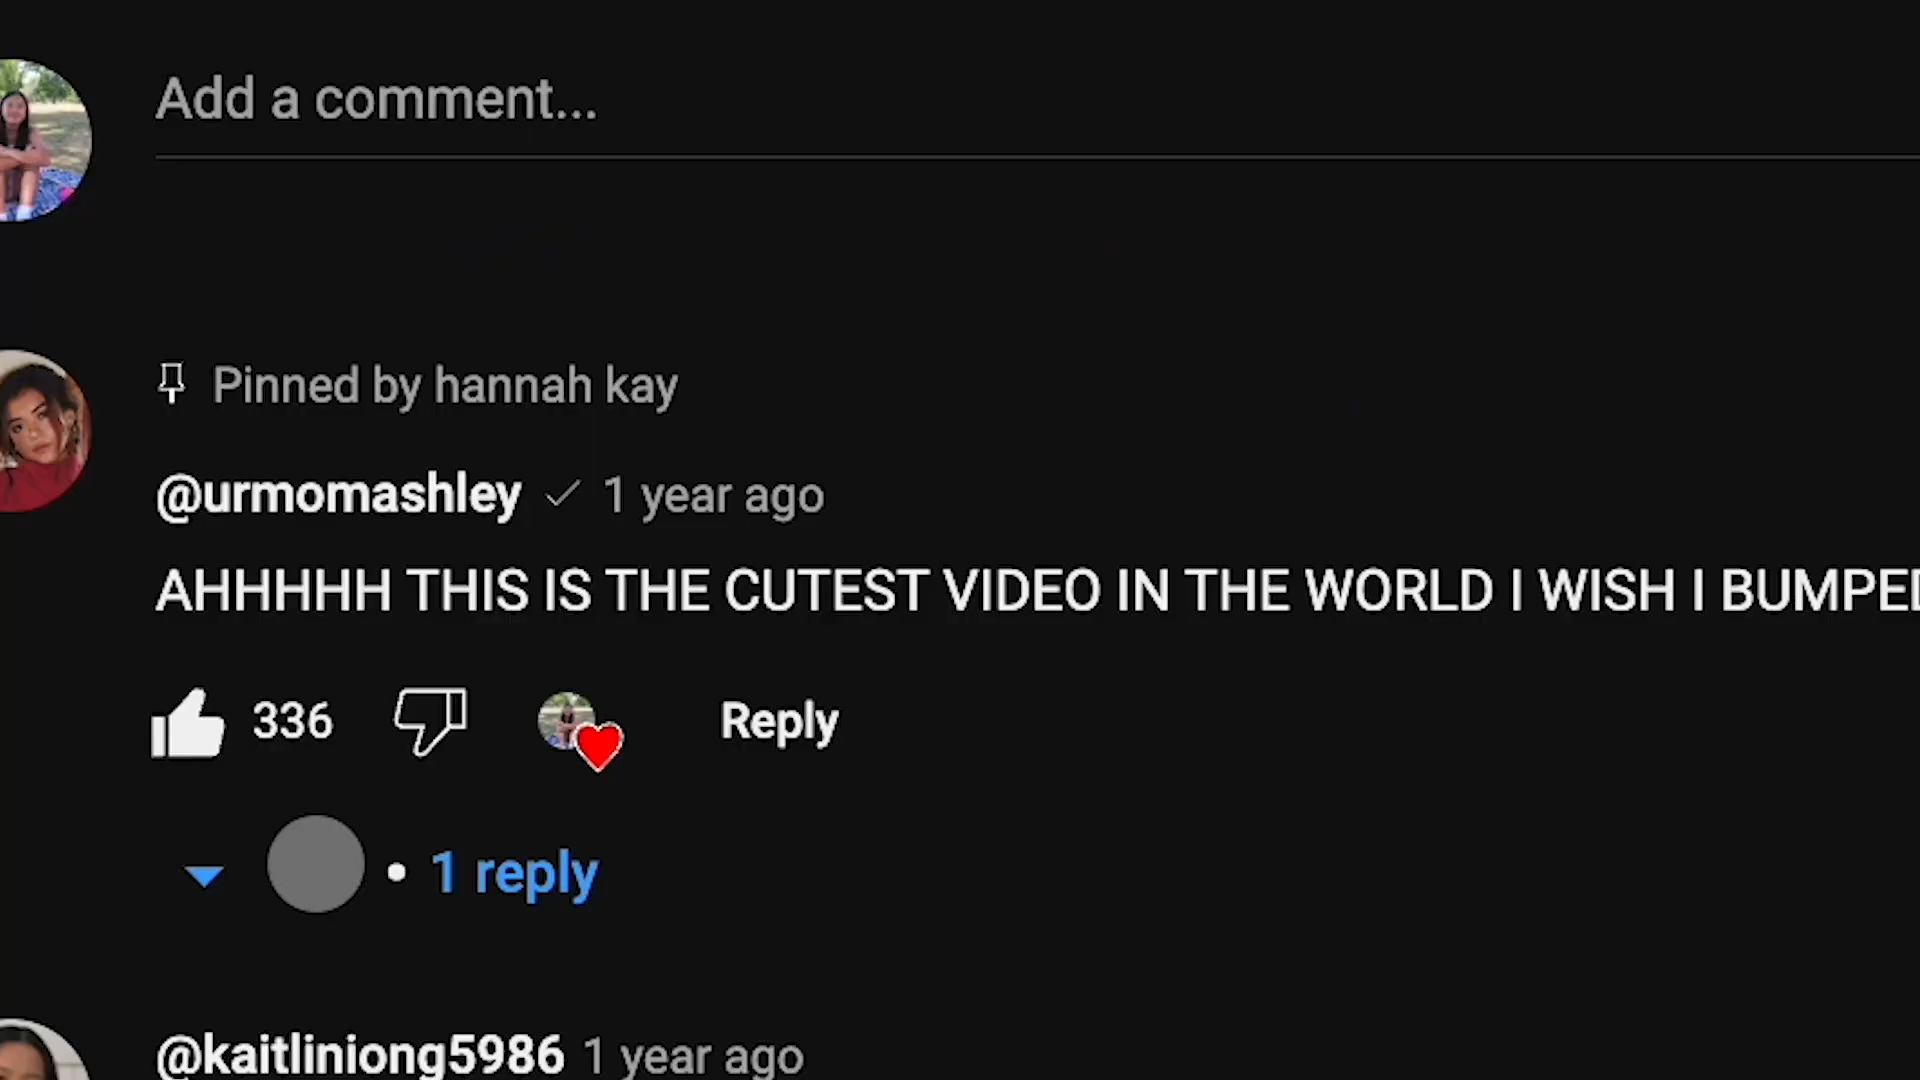 Add a comment...
Pinned by hannah kay
@urmomashley 1 year ago
AHHHHH THIS IS THE CUTEST VIDEO IN THE WORLD I WISH I BUMPED
336 Reply
• 1 reply
@kaitliniong5986 1 year ago